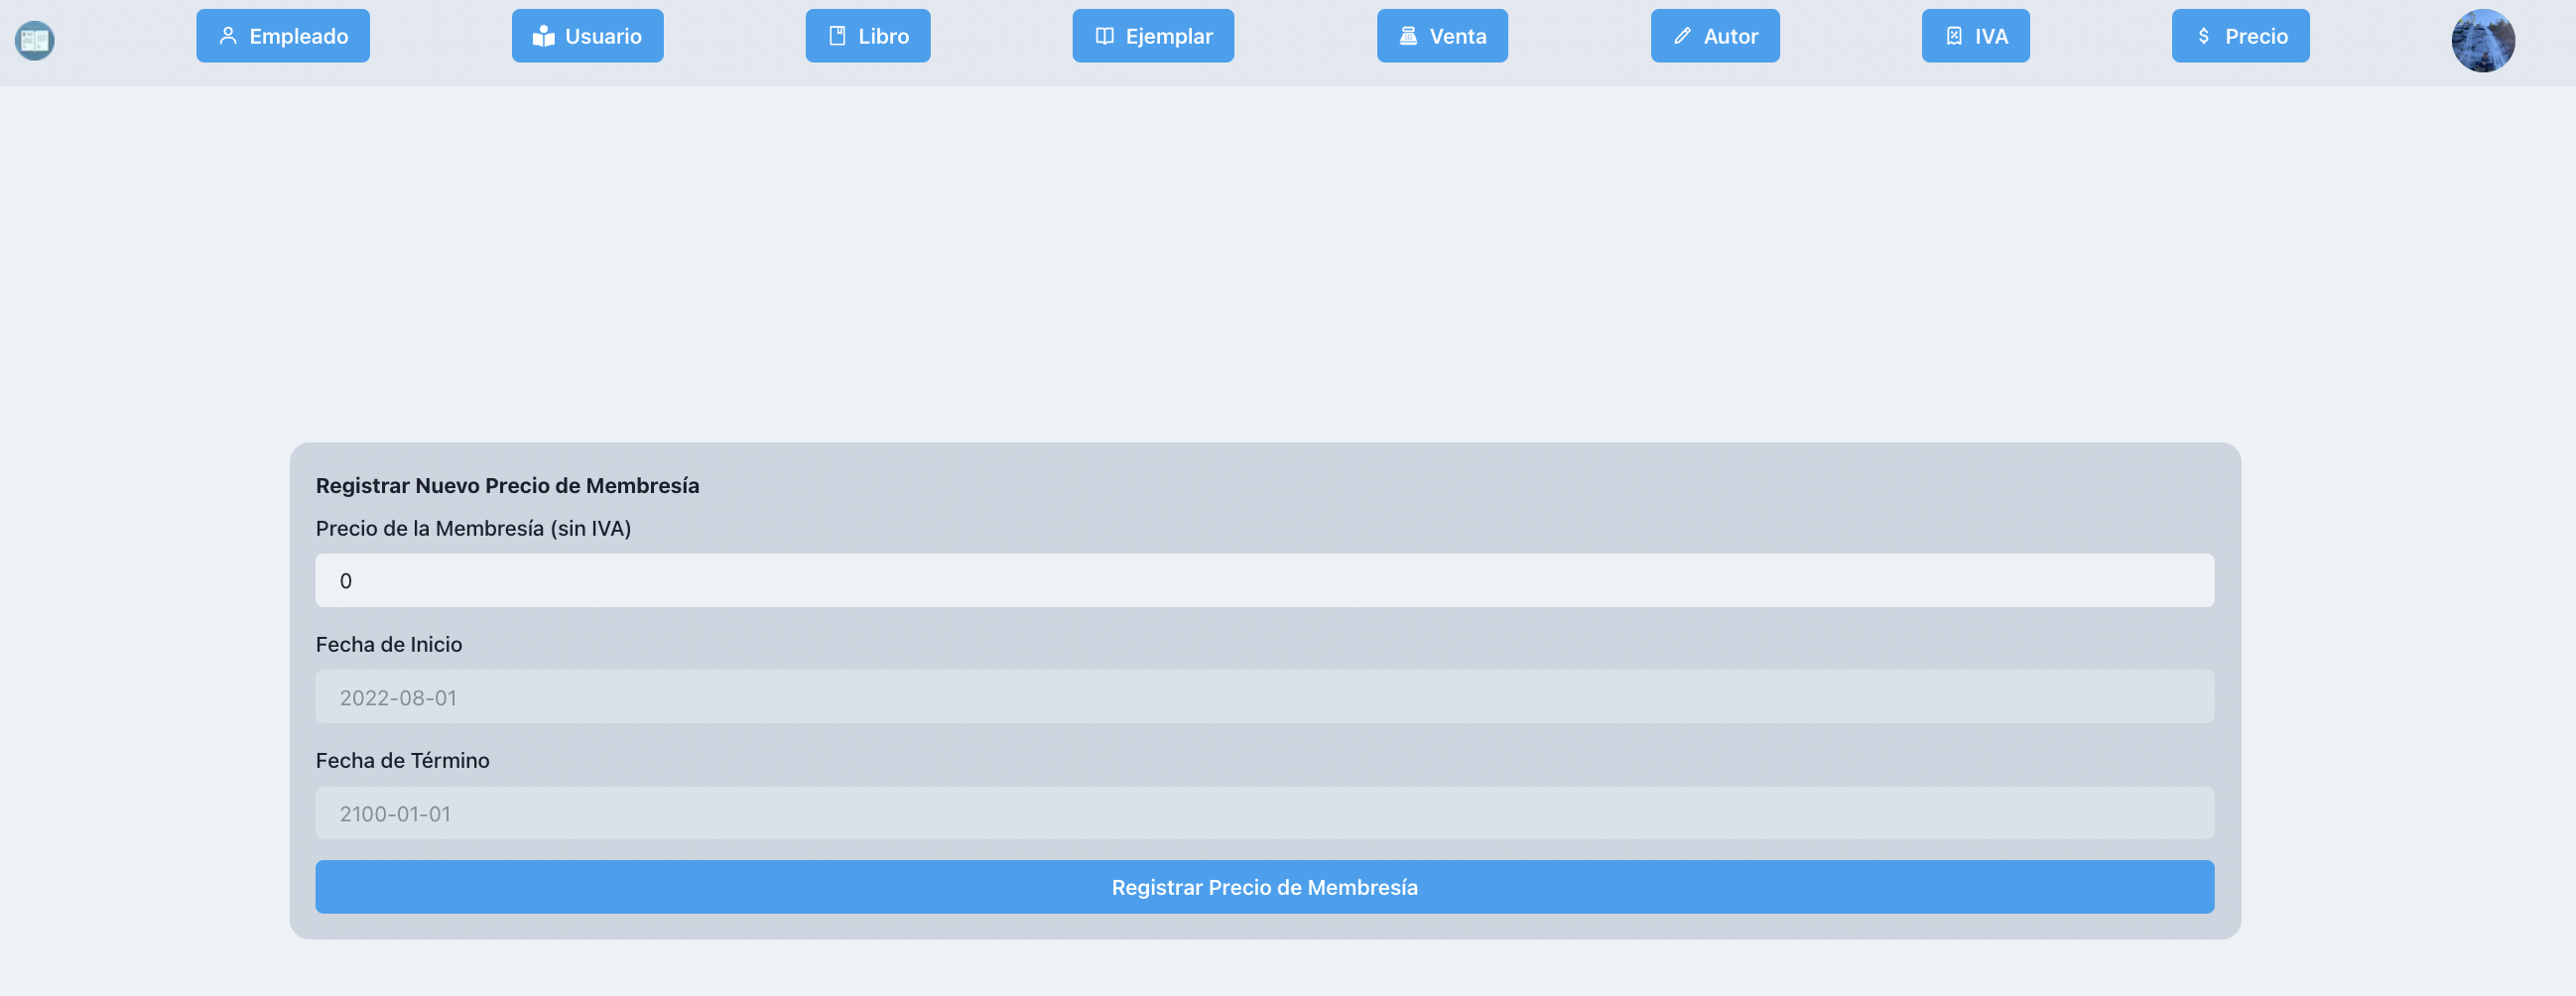 Empleado
Usuario
Libro
Ejemplar
Venta
Autor
IVA
Precio
Registrar Nuevo Precio de Membresía
Precio de la Membresía (sin IVA)
0
Fecha de Inicio
2022-08-01
Fecha de Término
2100-01-01
Registrar Precio de Membresía